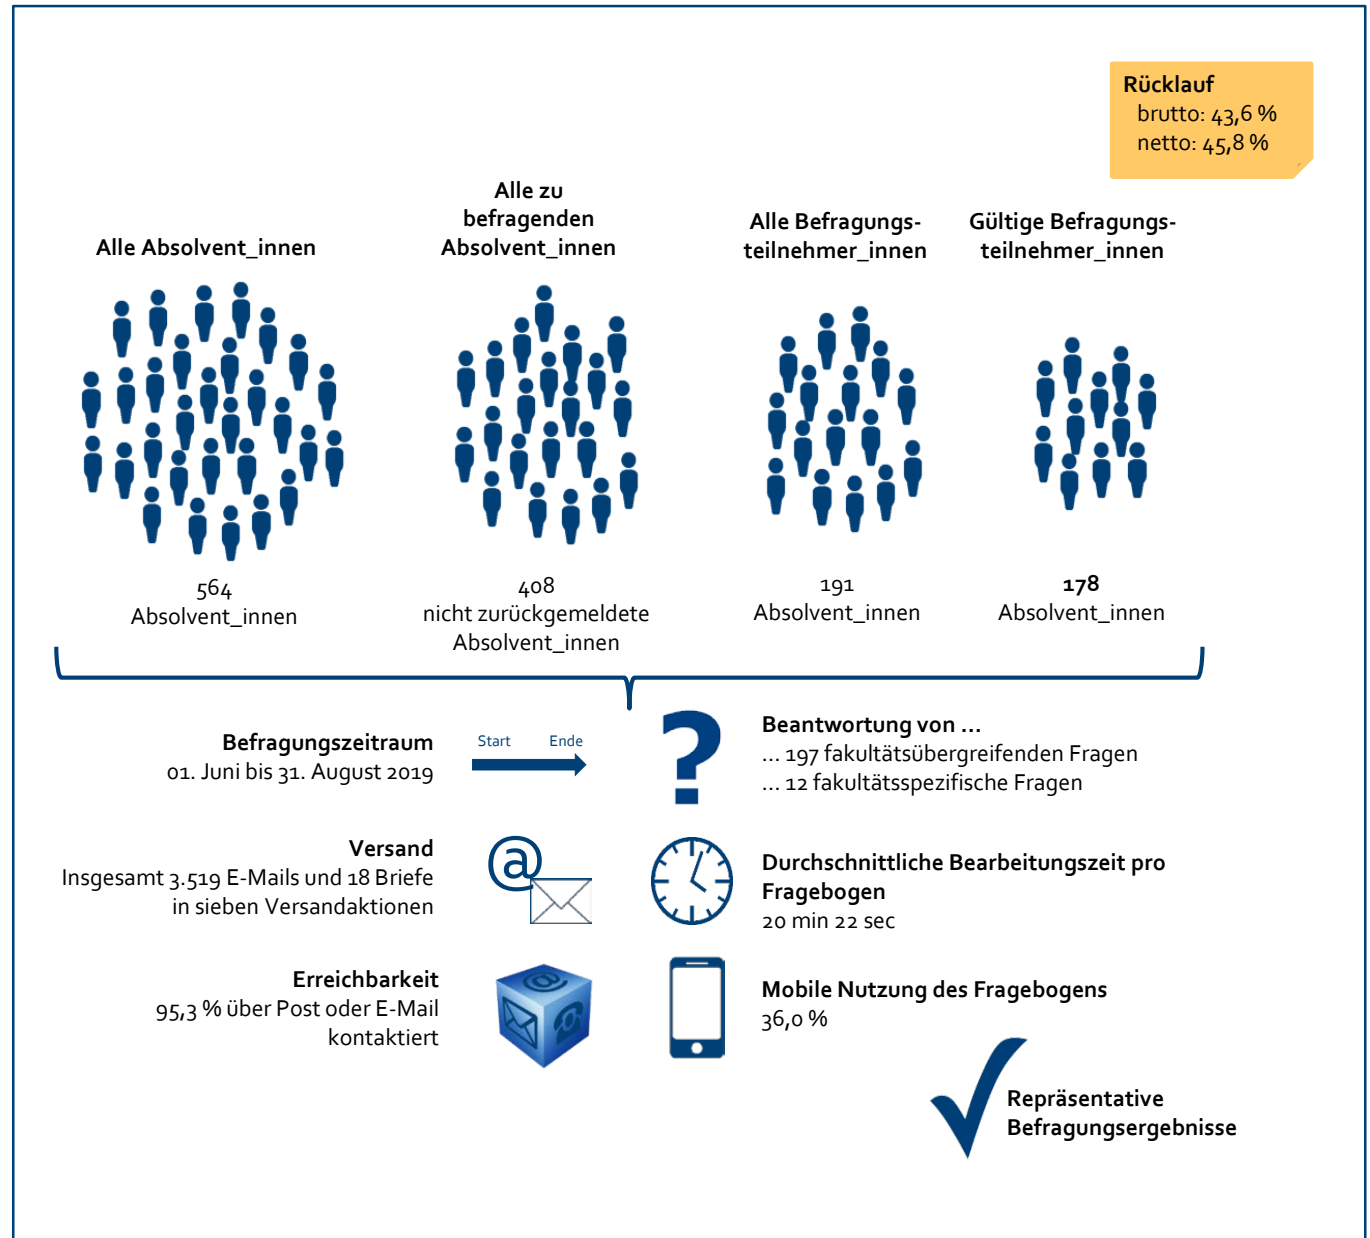 Rücklauf
brutto: 43,6 %
netto: 45,8 %
Alle Absolvent_innen
Alle zu
befragenden
Absolvent_innen
Alle Befragungs-
teilnehmer_innen
Gültige Befragungs-
teilnehmer_innen
564
Absolvent_innen
408
nicht zurückgemeldete
Absolvent_innen
191
Absolvent_innen
178
Absolvent_innen
Befragungszeitraum
01. Juni bis 31. August 2019
Start Ende
?
Beantwortung von ...
... 197 fakultätsübergreifenden Fragen
... 12 fakultätsspezifische Fragen
Versand
Insgesamt 3.519 E-Mails und 18 Briefe
in sieben Versandaktionen
@
Durchschnittliche Bearbeitungszeit pro
Fragebogen
20 min 22 sec
Erreichbarkeit
95,3 % über Post oder E-Mail
kontaktiert
@
Mobile Nutzung des Fragebogens
36,0 %
Repräsentative
Befragungsergebnisse